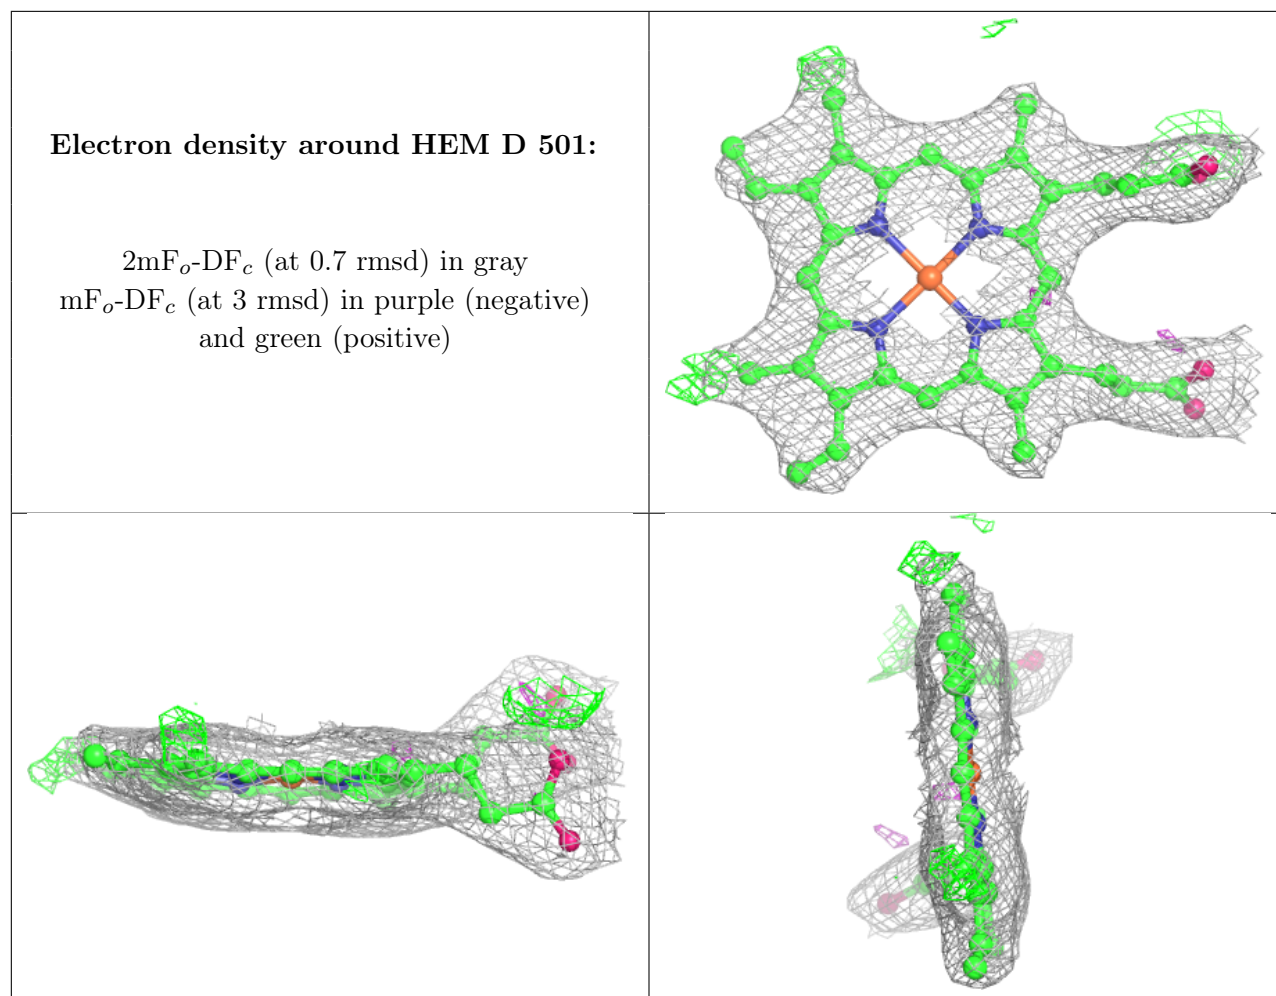 Electron density around HEM D 501:
2mFo-DFc (at 0.7 rmsd) in gray
mFo-DFc (at 3 rmsd) in purple (negative)
and green (positive)